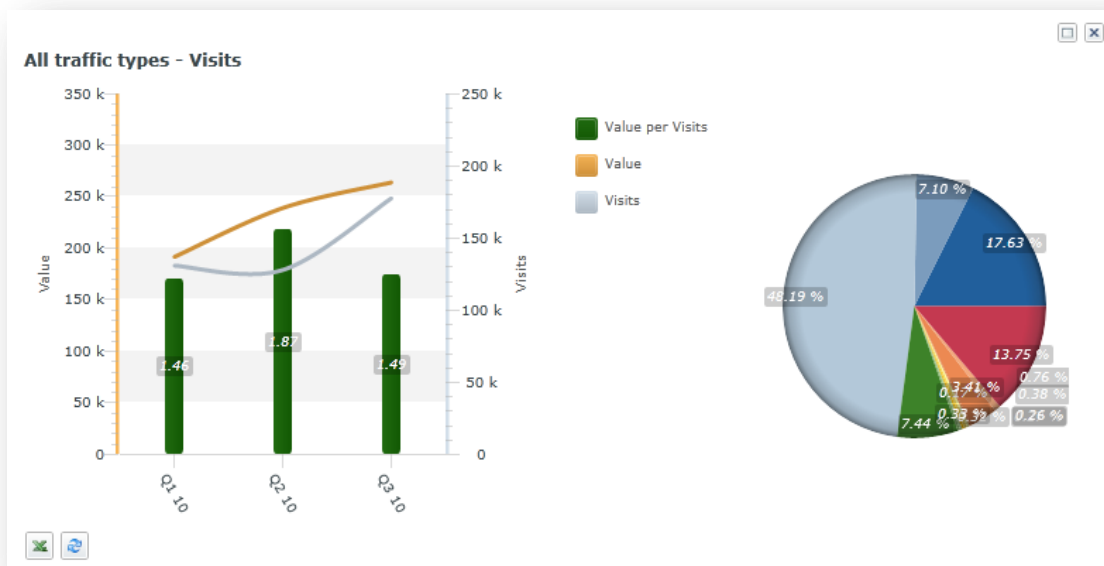 All traffic types - Visits
350 k
300 k
250 k
200 k
150 k
100 k
50 k
0
Value
1.46
1.87
1.49
Q1 10
Q2 10
Q3 10
250 k
200 k
150 k
100 k
50 k
0
Visits
Value per Visits
Value
Visits
7.10 %
17.63 %
48.19 %
13.75 %
0.76 %
3.41 %
0.38 %
0.26 %
0.33 %
7.44 %